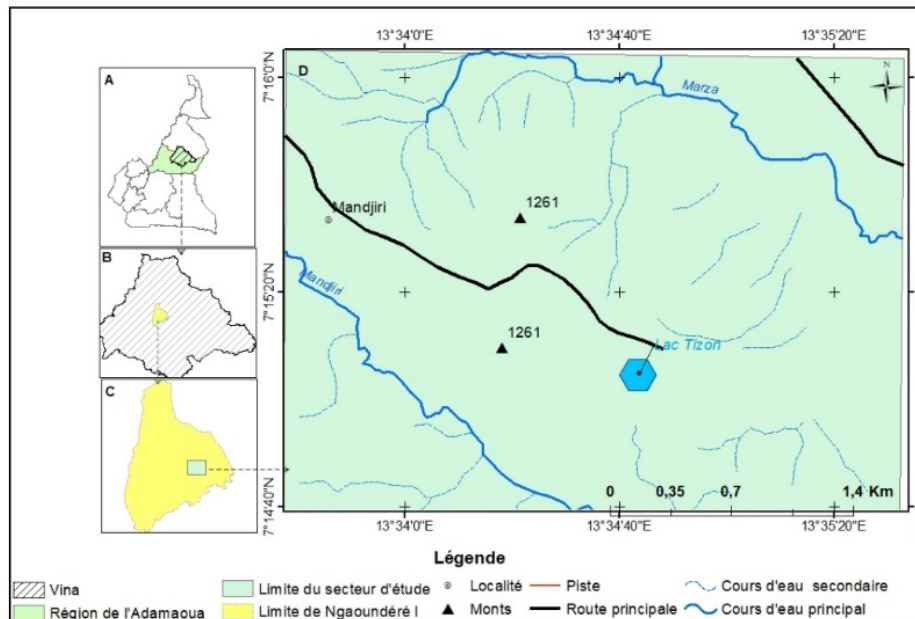 13°34'0"E 13°34'40"E 13°35'20"E
A
B
C
D
N
7°16'0"N
7°15'20"N
7°14'40"N
Marza
1261
Mandjiri
Mandjiri
1261
Lac Tizon
0 0,35 0,7 1,4 Km
13°34'0"E 13°34'40"E 13°35'20"E
Légende
Vina Limite du secteur d'étude Localité Piste Cours d'eau secondaire
Région de l'Adamaoua Limite de Ngaoundéré I Monts Route principale Cours d'eau principal